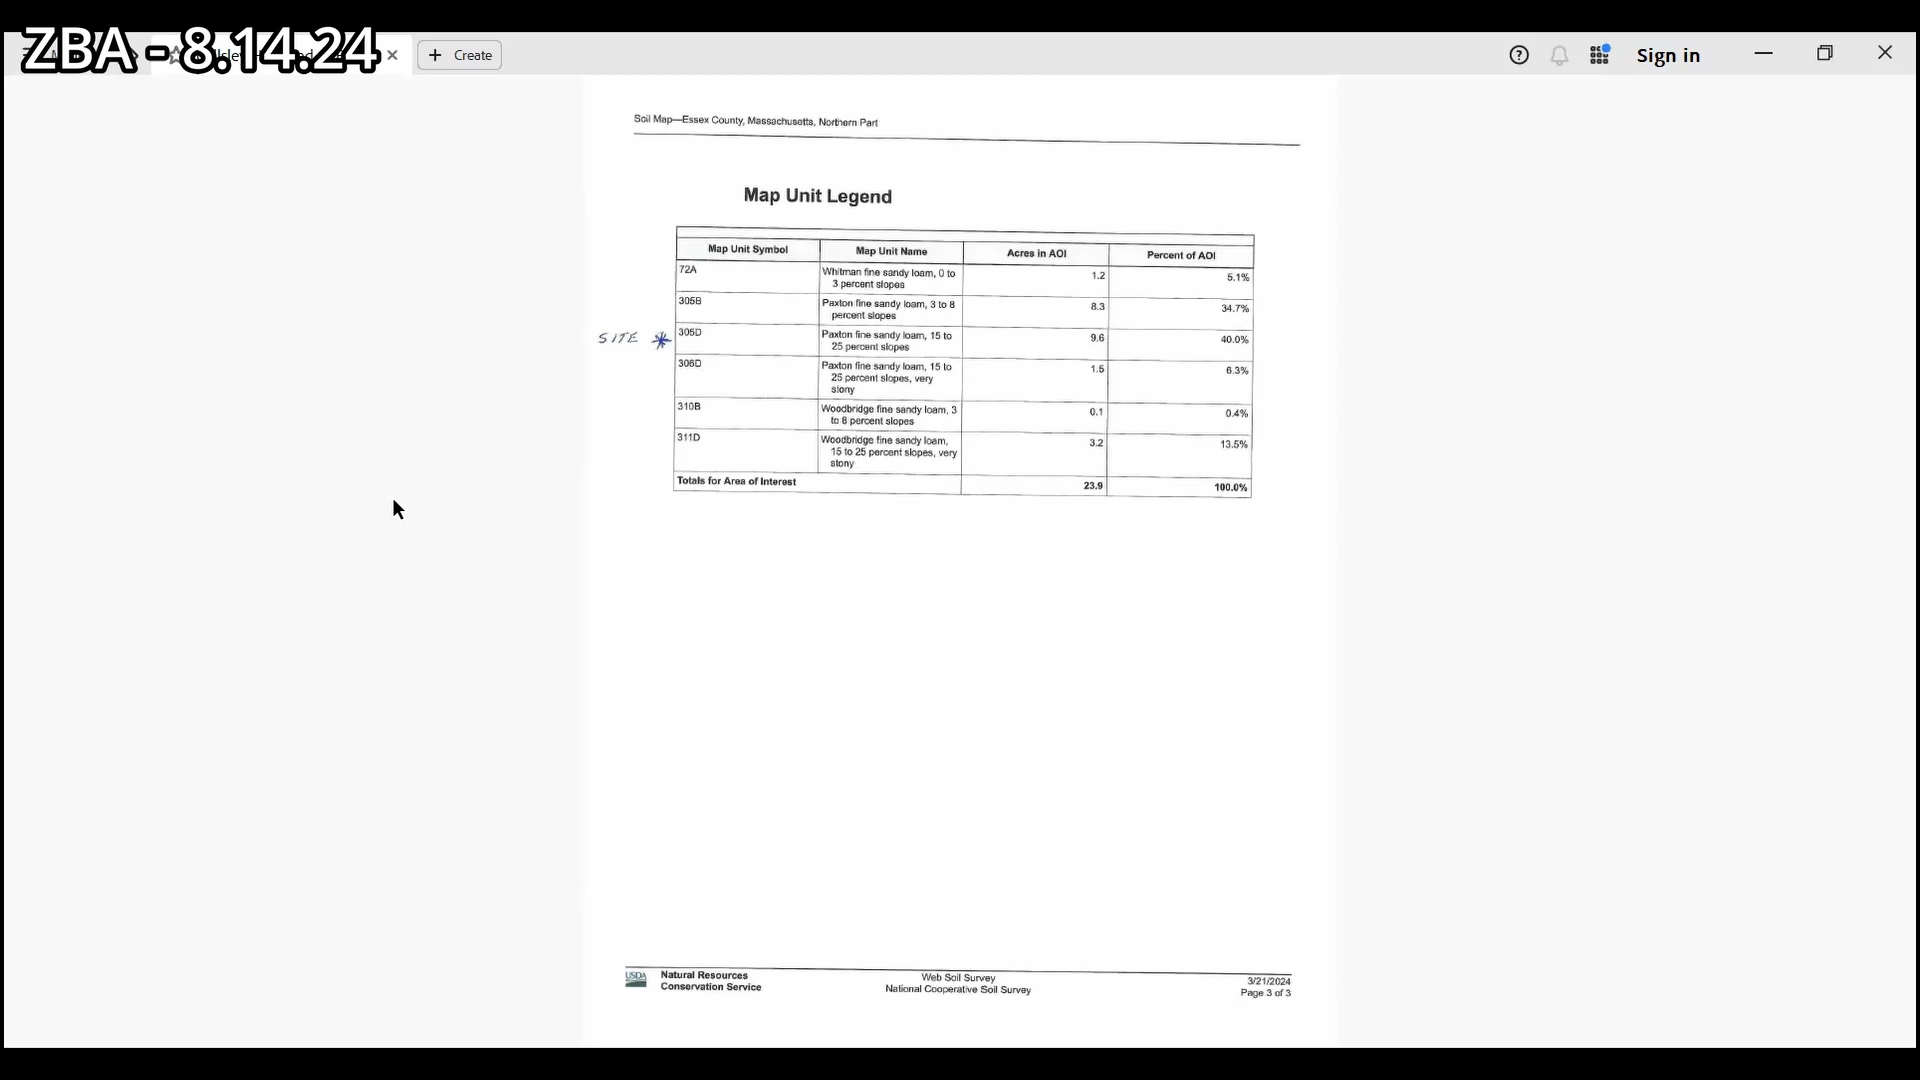 ZBA - 8.14.24
Create
Sign in
Soil Map—Essex County, Massachusetts, Northern Part
Map Unit Legend
Map Unit Symbol Map Unit Name Acres in AOI Percent of AOI
72A Whitman fine sandy loam, 0 to 1.2 5.1%
3 percent slopes
305B Paxton fine sandy loam, 3 to 8 8.3 34.7%
percent slopes
SITE * 305D Paxton fine sandy loam, 15 to 9.6 40.0%
25 percent slopes
306D Paxton fine sandy loam, 15 to 1.5 6.3%
25 percent slopes, very
stony
310B Woodbridge fine sandy loam, 3 0.1 0.4%
to 8 percent slopes
311D Woodbridge fine sandy loam, 3.2 13.5%
15 to 25 percent slopes, very
stony
Totals for Area of Interest 23.9 100.0%
USDA Natural Resources Web Soil Survey 3/21/2024
Conservation Service National Cooperative Soil Survey Page 3 of 3